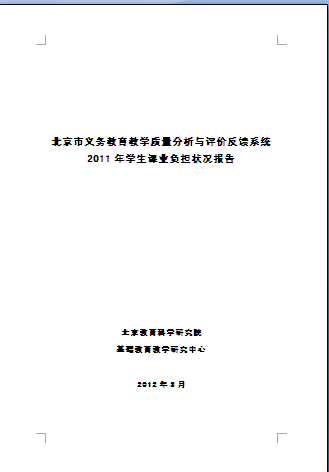 北京市义务教育教学质量分析与评价反馈系统
2011 年学生课业负担状况报告
北京教育科学研究院
基础教育教学研究中心
2012 年 8 月